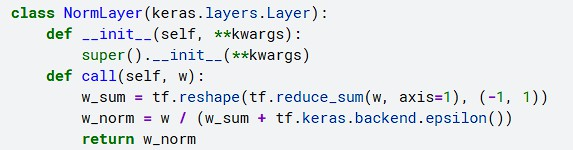 class NormLayer(keras.layers.Layer):
    def __init__(self, **kwargs):
        super().__init__(**kwargs)
    def call(self, w):
        w_sum = tf.reshape(tf.reduce_sum(w, axis=1), (-1, 1))
        w_norm = w / (w_sum + tf.keras.backend.epsilon())
        return w_norm